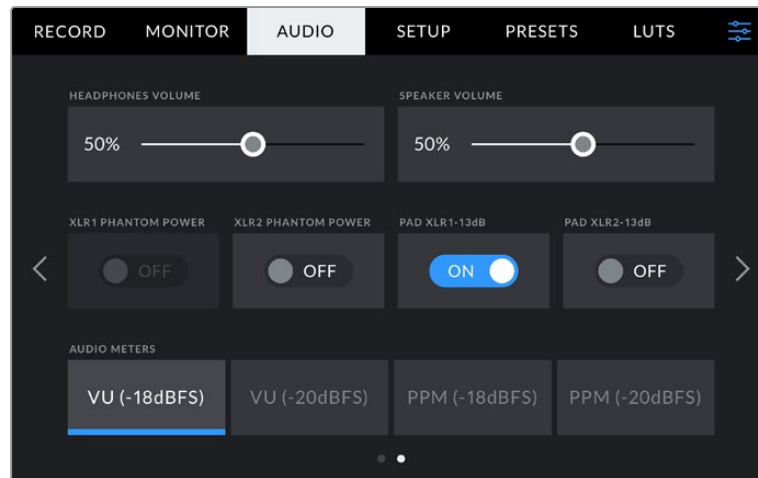 RECORD MONITOR AUDIO SETUP PRESETS LUTS
HEADPHONES VOLUME SPEAKER VOLUME
50% 50%
XLR1 PHANTOM POWER XLR2 PHANTOM POWER PAD XLR1-13dB PAD XLR2-13dB
OFF OFF ON OFF
AUDIO METERS
VU (-18dBFS) VU (-20dBFS) PPM (-18dBFS) PPM (-20dBFS)